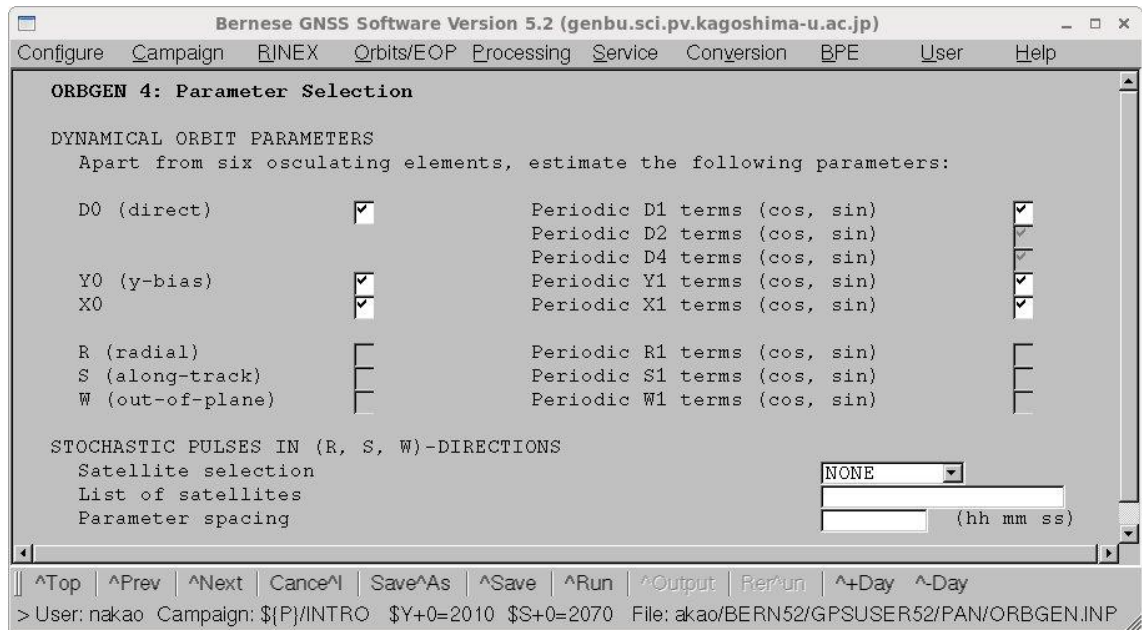 Bernese GNSS Software Version 5.2 (genbu.sci.pv.kagoshima-u.ac.jp)
Configure Campaign RINEX Orbits/EOP Processing Service Conversion BPE User Help
ORBGEN 4: Parameter Selection
DYNAMICAL ORBIT PARAMETERS
Apart from six osculating elements, estimate the following parameters:
D0 (direct) Periodic D1 terms (cos, sin)
Periodic D2 terms (cos, sin)
Periodic D4 terms (cos, sin)
Y0 (y-bias) Periodic Y1 terms (cos, sin)
X0 Periodic X1 terms (cos, sin)
R (radial) Periodic R1 terms (cos, sin)
S (along-track) Periodic S1 terms (cos, sin)
W (out-of-plane) Periodic W1 terms (cos, sin)
STOCHASTIC PULSES IN (R, S, W)-DIRECTIONS
Satellite selection NONE
List of satellites
Parameter spacing (hh mm ss)
^Top ^Prev ^Next Cance^l Save^As ^Save ^Run ^Output Rer^un ^+Day ^-Day
> User: nakao Campaign: ${P}/INTRO $Y+0=2010 $S+0=2070 File: akao/BERN52/GPSUSER52/PAN/ORBGEN.INP